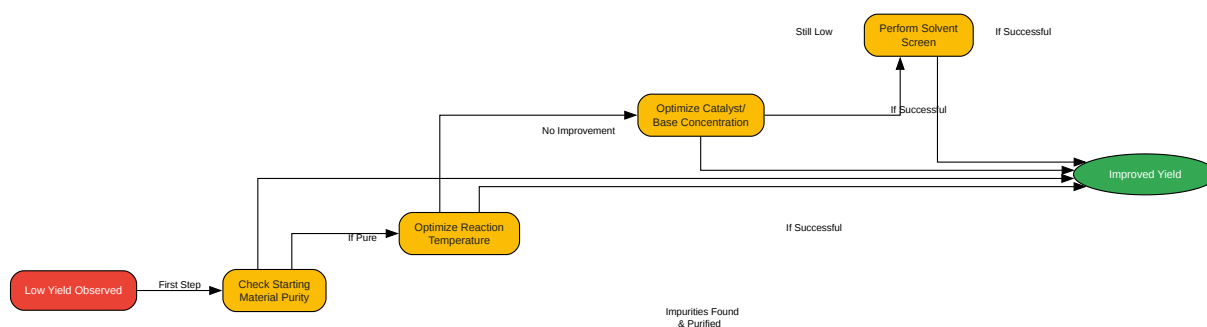 Still Low
Perform Solvent
Screen
If Successful
Optimize Catalyst/
Base Concentration
If Successful
No Improvement
Improved Yield
Optimize Reaction
Temperature
If Successful
If Pure
Low Yield Observed
First Step
Check Starting
Material Purity
Impurities Found
& Purified